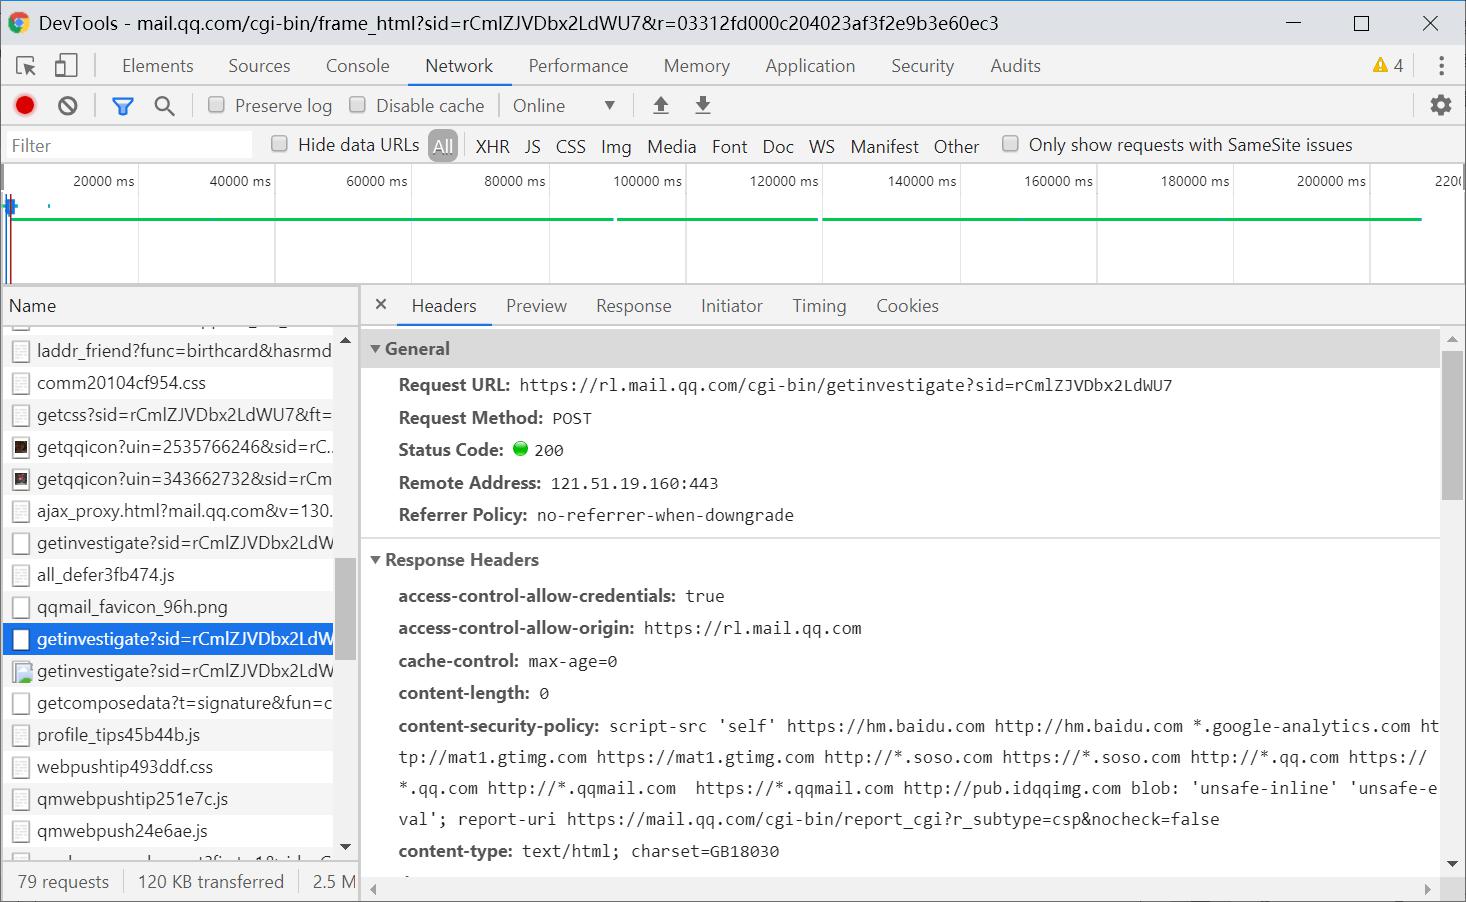 DevTools - mail.qq.com/cgi-bin/frame_html?sid=rCmlZJVDbx2LdWU7&r=03312fd000c204023af3f2e9b3e60ec3
Elements Sources Console Network Performance Memory Application Security Audits 4
Preserve log Disable cache Online
Filter Hide data URLs All XHR JS CSS Img Media Font Doc WS Manifest Other Only show requests with SameSite issues
20000 ms 40000 ms 60000 ms 80000 ms 100000 ms 120000 ms 140000 ms 160000 ms 180000 ms 200000 ms 2200
Name
laddr_friend?func=birthcard&hasrmd
comm20104cf954.css
getcss?sid=rCmlZJVDbx2LdWU7&ft=
getqqicon?uin=2535766246&sid=rC...
getqqicon?uin=343662732&sid=rCm
ajax_proxy.html?mail.qq.com&v=130.
getinvestigate?sid=rCmlZJVDbx2LdW
all_defer3fb474.js
qqmail_favicon_96h.png
getinvestigate?sid=rCmlZJVDbx2LdW
getinvestigate?sid=rCmlZJVDbx2LdW
getcomposedata?t=signature&fun=c
profile_tips45b44b.js
webpushtip493ddf.css
qmwebpushtip251e7c.js
qmwebpush24e6ae.js
79 requests 120 KB transferred 2.5 M
× Headers Preview Response Initiator Timing Cookies
General
Request URL: https://rl.mail.qq.com/cgi-bin/getinvestigate?sid=rCmlZJVDbx2LdWU7
Request Method: POST
Status Code: 200
Remote Address: 121.51.19.160:443
Referrer Policy: no-referrer-when-downgrade
Response Headers
access-control-allow-credentials: true
access-control-allow-origin: https://rl.mail.qq.com
cache-control: max-age=0
content-length: 0
content-security-policy: script-src 'self' https://hm.baidu.com http://hm.baidu.com *.google-analytics.com ht
tp://mat1.gtimg.com https://mat1.gtimg.com http://*.soso.com https://*.soso.com http://*.qq.com https://
*.qq.com http://*.qqmail.com  https://*.qqmail.com http://pub.idqqimg.com blob: 'unsafe-inline' 'unsafe-e
val'; report-uri https://mail.qq.com/cgi-bin/report_cgi?r_subtype=csp&nocheck=false
content-type: text/html; charset=GB18030